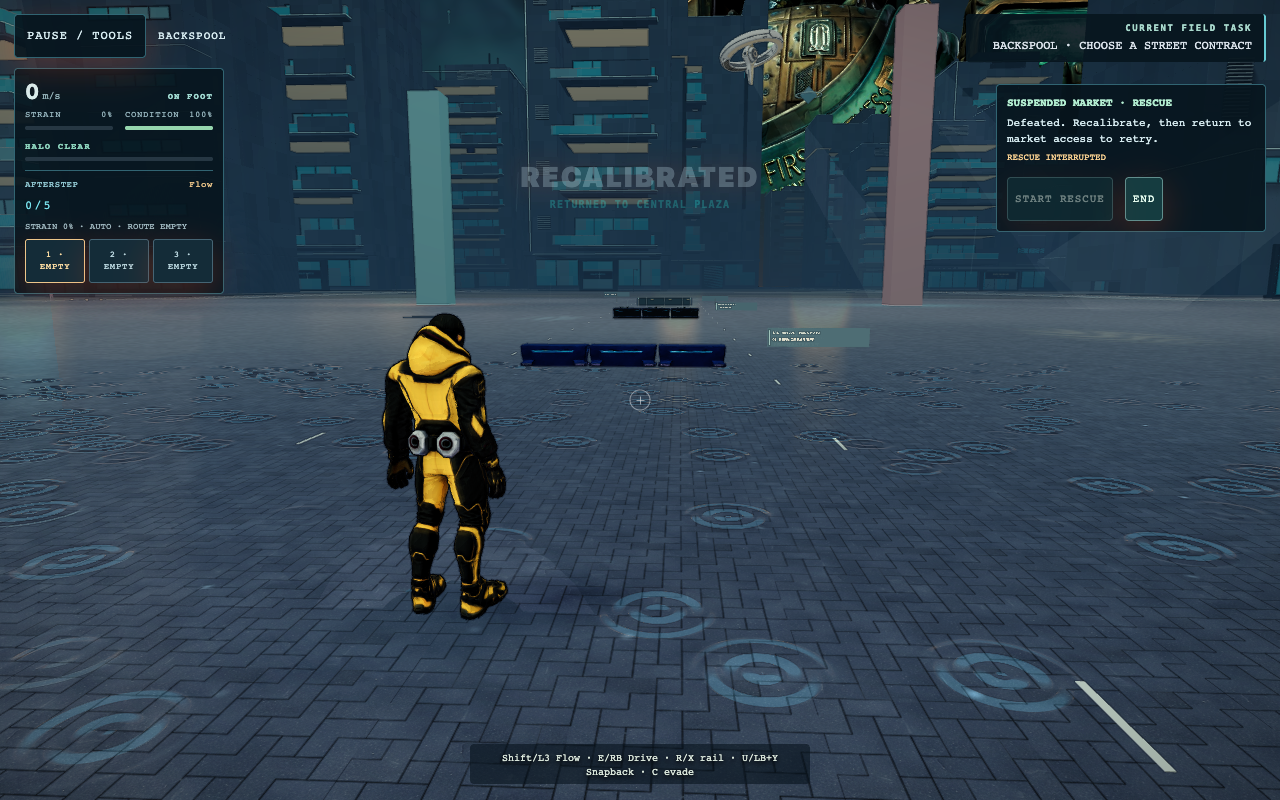 PAUSE / TOOLS
BACKSPOOL
0 m/s
ON FOOT
STRAIN 0%
CONDITION 100%
HALO CLEAR
AFTERSTEP
Flow
0/5
STRAIN 0% · AUTO · ROUTE EMPTY
1 · EMPTY
2 · EMPTY
3 · EMPTY
RECALIBRATED
RETURNED TO CENTRAL PLAZA
FIRS
CURRENT FIELD TASK
BACKSPOOL · CHOOSE A STREET CONTRACT
SUSPENDED MARKET · RESCUE
Defeated. Recalibrate, then return to
market access to retry.
RESCUE INTERRUPTED
START RESCUE
END
Shift/L3 Flow · E/RB Drive · R/X rail · U/LB+Y
Snapback · C evade